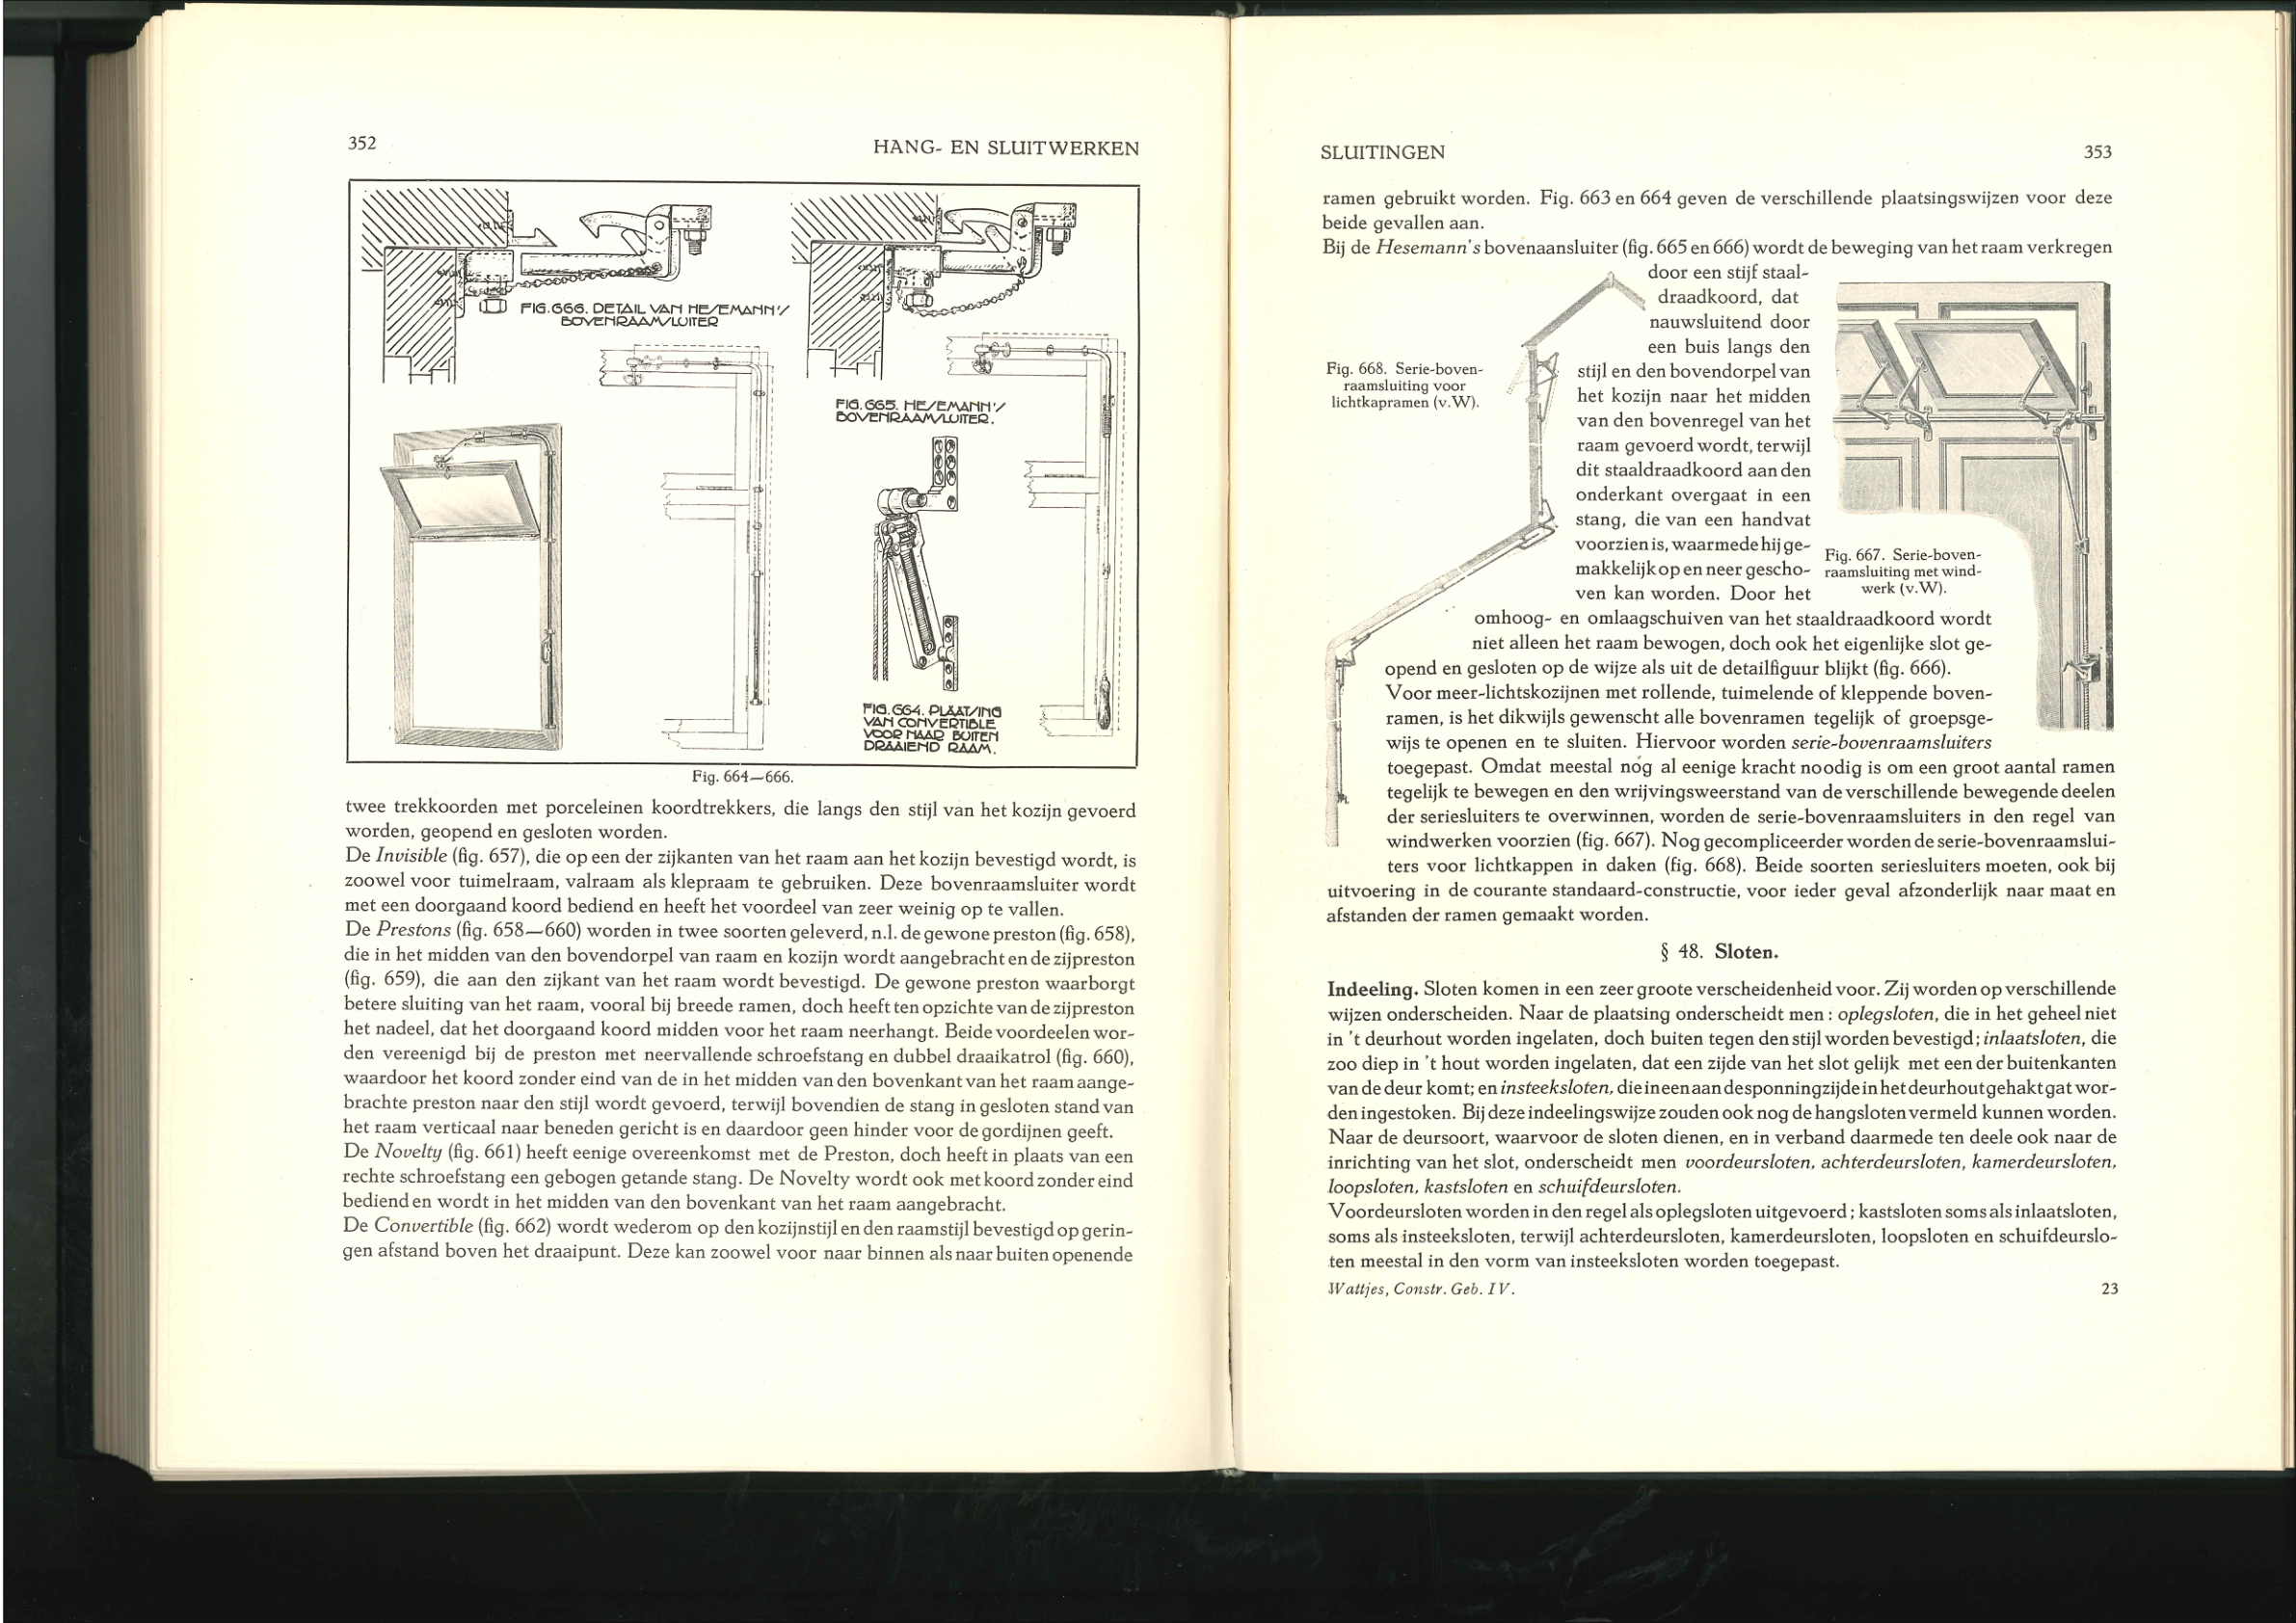 352
HANG- EN SLUITWERKEN
FIG. 666. DETAIL VAN HESEMANN'S
BOVENRAAMSLUITER
FIG. 665. HESEMANN'S
BOVENRAAMSLUITER.
FIG. 664. PLAATSING
VAN CONVERTIBLE
VOOR NAAR BUITEN
DRAAIEND RAAM.
Fig. 664—666.
twee trekkoorden met porceleinen koordtrekkers, die langs den stijl van het kozijn gevoerd
worden, geopend en gesloten worden.
De Invisible (fig. 657), die op een der zijkanten van het raam aan het kozijn bevestigd wordt, is
zoowel voor tuimelraam, valraam als klepraam te gebruiken. Deze bovenraamsluiter wordt
met een doorgaand koord bediend en heeft het voordeel van zeer weinig op te vallen.
De Prestons (fig. 658—660) worden in twee soorten geleverd, n.l. de gewone preston (fig. 658),
die in het midden van den bovendorpel van raam en kozijn wordt aangebracht en de zijpreston
(fig. 659), die aan den zijkant van het raam wordt bevestigd. De gewone preston waarborgt
betere sluiting van het raam, vooral bij breede ramen, doch heeft ten opzichte van de zijpreston
het nadeel, dat het doorgaand koord midden voor het raam neerhangt. Beide voordeelen wor-
den vereenigd bij de preston met neervallende schroefstang en dubbel draaikatrol (fig. 660),
waardoor het koord zonder eind van de in het midden van den bovenkant van het raam aange-
brachte preston naar den stijl wordt gevoerd, terwijl bovendien de stang in gesloten stand van
het raam verticaal naar beneden gericht is en daardoor geen hinder voor de gordijnen geeft.
De Novelty (fig. 661) heeft eenige overeenkomst met de Preston, doch heeft in plaats van een
rechte schroefstang een gebogen getande stang. De Novelty wordt ook met koord zonder eind
bediend en wordt in het midden van den bovenkant van het raam aangebracht.
De Convertible (fig. 662) wordt wederom op den kozijnstijl en den raamstijl bevestigd op gerin-
gen afstand boven het draaipunt. Deze kan zoowel voor naar binnen als naar buiten openende
SLUITINGEN
353
ramen gebruikt worden. Fig. 663 en 664 geven de verschillende plaatsingswijzen voor deze
beide gevallen aan.
Bij de Hesemann's bovenaansluiter (fig. 665 en 666) wordt de beweging van het raam verkregen
door een stijf staal-
draadkoord, dat
nauwsluitend door
een buis langs den
stijl en den bovendorpel van
het kozijn naar het midden
van den bovenregel van het
raam gevoerd wordt, terwijl
dit staaldraadkoord aan den
onderkant overgaat in een
stang, die van een handvat
voorzien is, waarmede hij ge-
makkelijk op en neer gescho-
ven kan worden. Door het
Fig. 668. Serie-boven-
raamsluiting voor
lichtkapramen (v.W).
Fig. 667. Serie-boven-
raamsluiting met wind-
werk (v.W).
omhoog- en omlaagschuiven van het staaldraadkoord wordt
niet alleen het raam bewogen, doch ook het eigenlijke slot ge-
opend en gesloten op de wijze als uit de detailfiguur blijkt (fig. 666).
Voor meer-lichtskozijnen met rollende, tuimelende of kleppende boven-
ramen, is het dikwijls gewenscht alle bovenramen tegelijk of groepsge-
wijs te openen en te sluiten. Hiervoor worden serie-bovenraamsluiters
toegepast. Omdat meestal nog al eenige kracht noodig is om een groot aantal ramen
tegelijk te bewegen en den wrijvingsweerstand van de verschillende bewegende deelen
der seriesluiters te overwinnen, worden de serie-bovenraamsluiters in den regel van
windwerken voorzien (fig. 667). Nog gecompliceerder worden de serie-bovenraamslui-
ters voor lichtkappen in daken (fig. 668). Beide soorten seriesluiters moeten, ook bij
uitvoering in de courante standaard-constructie, voor ieder geval afzonderlijk naar maat en
afstanden der ramen gemaakt worden.
§ 48. Sloten.
Indeeling. Sloten komen in een zeer groote verscheidenheid voor. Zij worden op verschillende
wijzen onderscheiden. Naar de plaatsing onderscheidt men: oplegsloten, die in het geheel niet
in 't deurhout worden ingelaten, doch buiten tegen den stijl worden bevestigd; inlaatsloten, die
zoo diep in 't hout worden ingelaten, dat een zijde van het slot gelijk met een der buitenkanten
van de deur komt; en insteeksloten, die in een aan de sponningzijde in het deurhout gehakt gat wor-
den ingestoken. Bij deze indeelingswijze zouden ook nog de hangsloten vermeld kunnen worden.
Naar de deursoort, waarvoor de sloten dienen, en in verband daarmede ten deele ook naar de
inrichting van het slot, onderscheidt men voordeursloten, achterdeursloten, kamerdeursloten,
loopsloten, kastsloten en schuifdeursloten.
Voordeursloten worden in den regel als oplegsloten uitgevoerd; kastsloten soms als inlaatsloten,
soms als insteeksloten, terwijl achterdeursloten, kamerdeursloten, loopsloten en schuifdeurslo-
ten meestal in den vorm van insteeksloten worden toegepast.
Wattjes, Constr. Geb. IV.
23